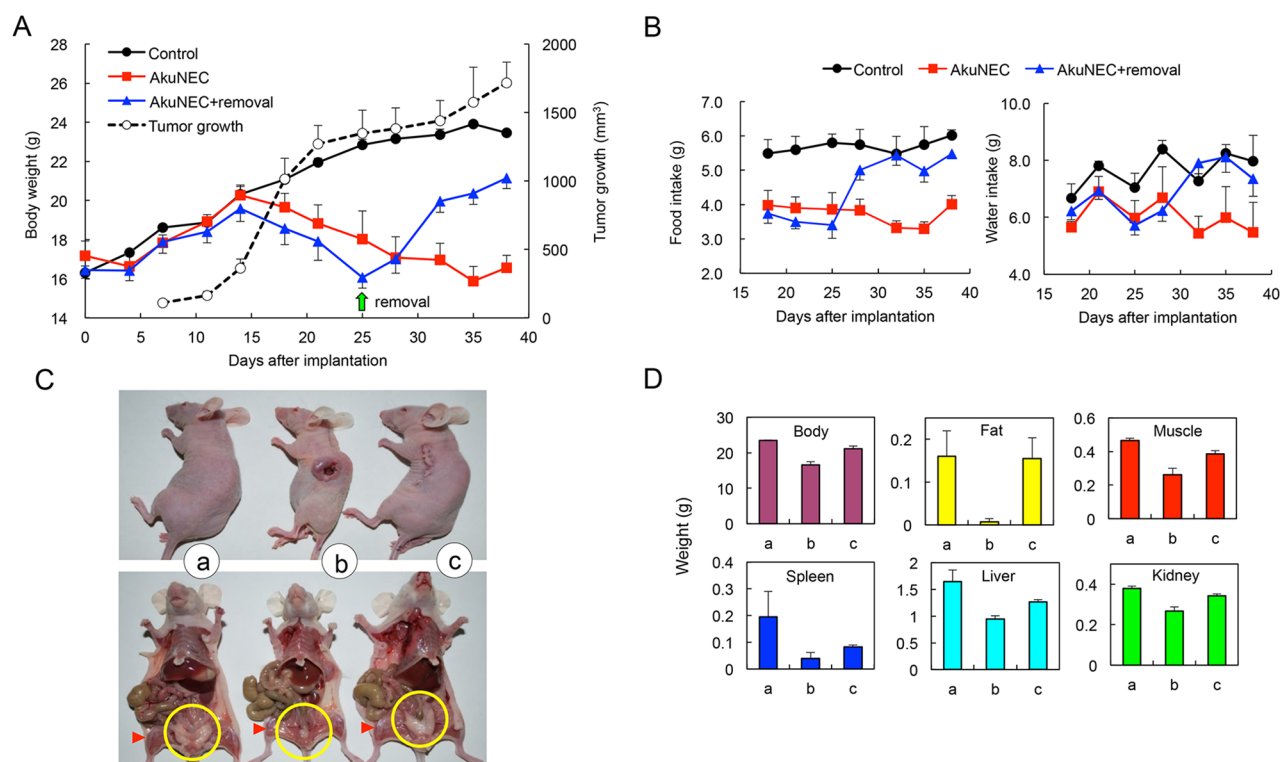 A
Body weight (g)
28
26
24
22
20
18
16
14
Control
AkuNEC
AkuNEC+removal
Tumor growth
removal
2000
1500
1000
500
0
Tumor growth (mm³)
0 5 10 15 20 25 30 35 40
Days after implantation
B
Control AkuNEC AkuNEC+removal
Food intake (g)
7.0
6.0
5.0
4.0
3.0
2.0
15 20 25 30 35 40
Days after implantation
Water intake (g)
10.0
8.0
6.0
4.0
15 20 25 30 35 40
Days after implantation
C
a b c
D
Weight (g)
Body
30
20
10
0
a b c
Fat
0.2
0.1
0
a b c
Muscle
0.6
0.4
0.2
0
a b c
Spleen
0.4
0.3
0.2
0.1
0
a b c
Liver
2
1.5
1
0.5
0
a b c
Kidney
0.4
0.2
0
a b c